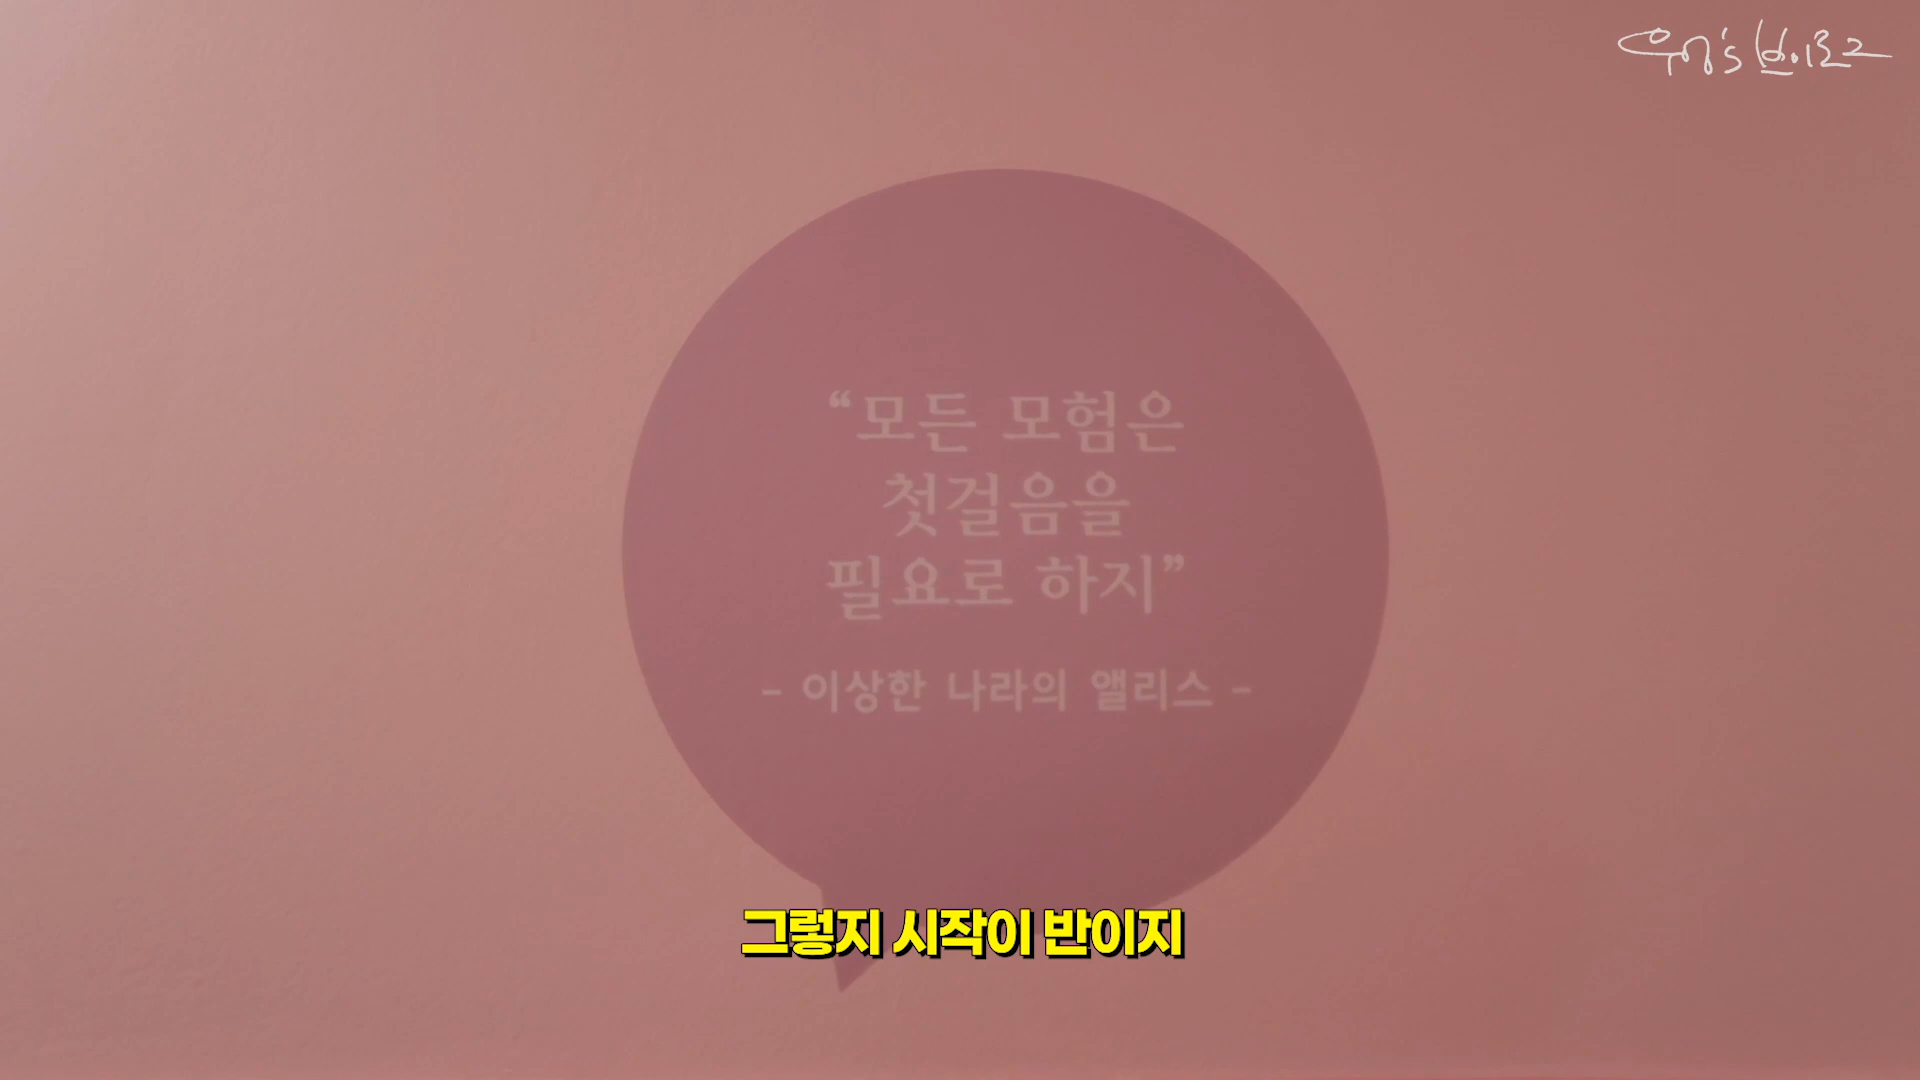 “모든 모험은
첫걸음을
필요로 하지”
- 이상한 나라의 앨리스 -
그렇지 시작이 반이지